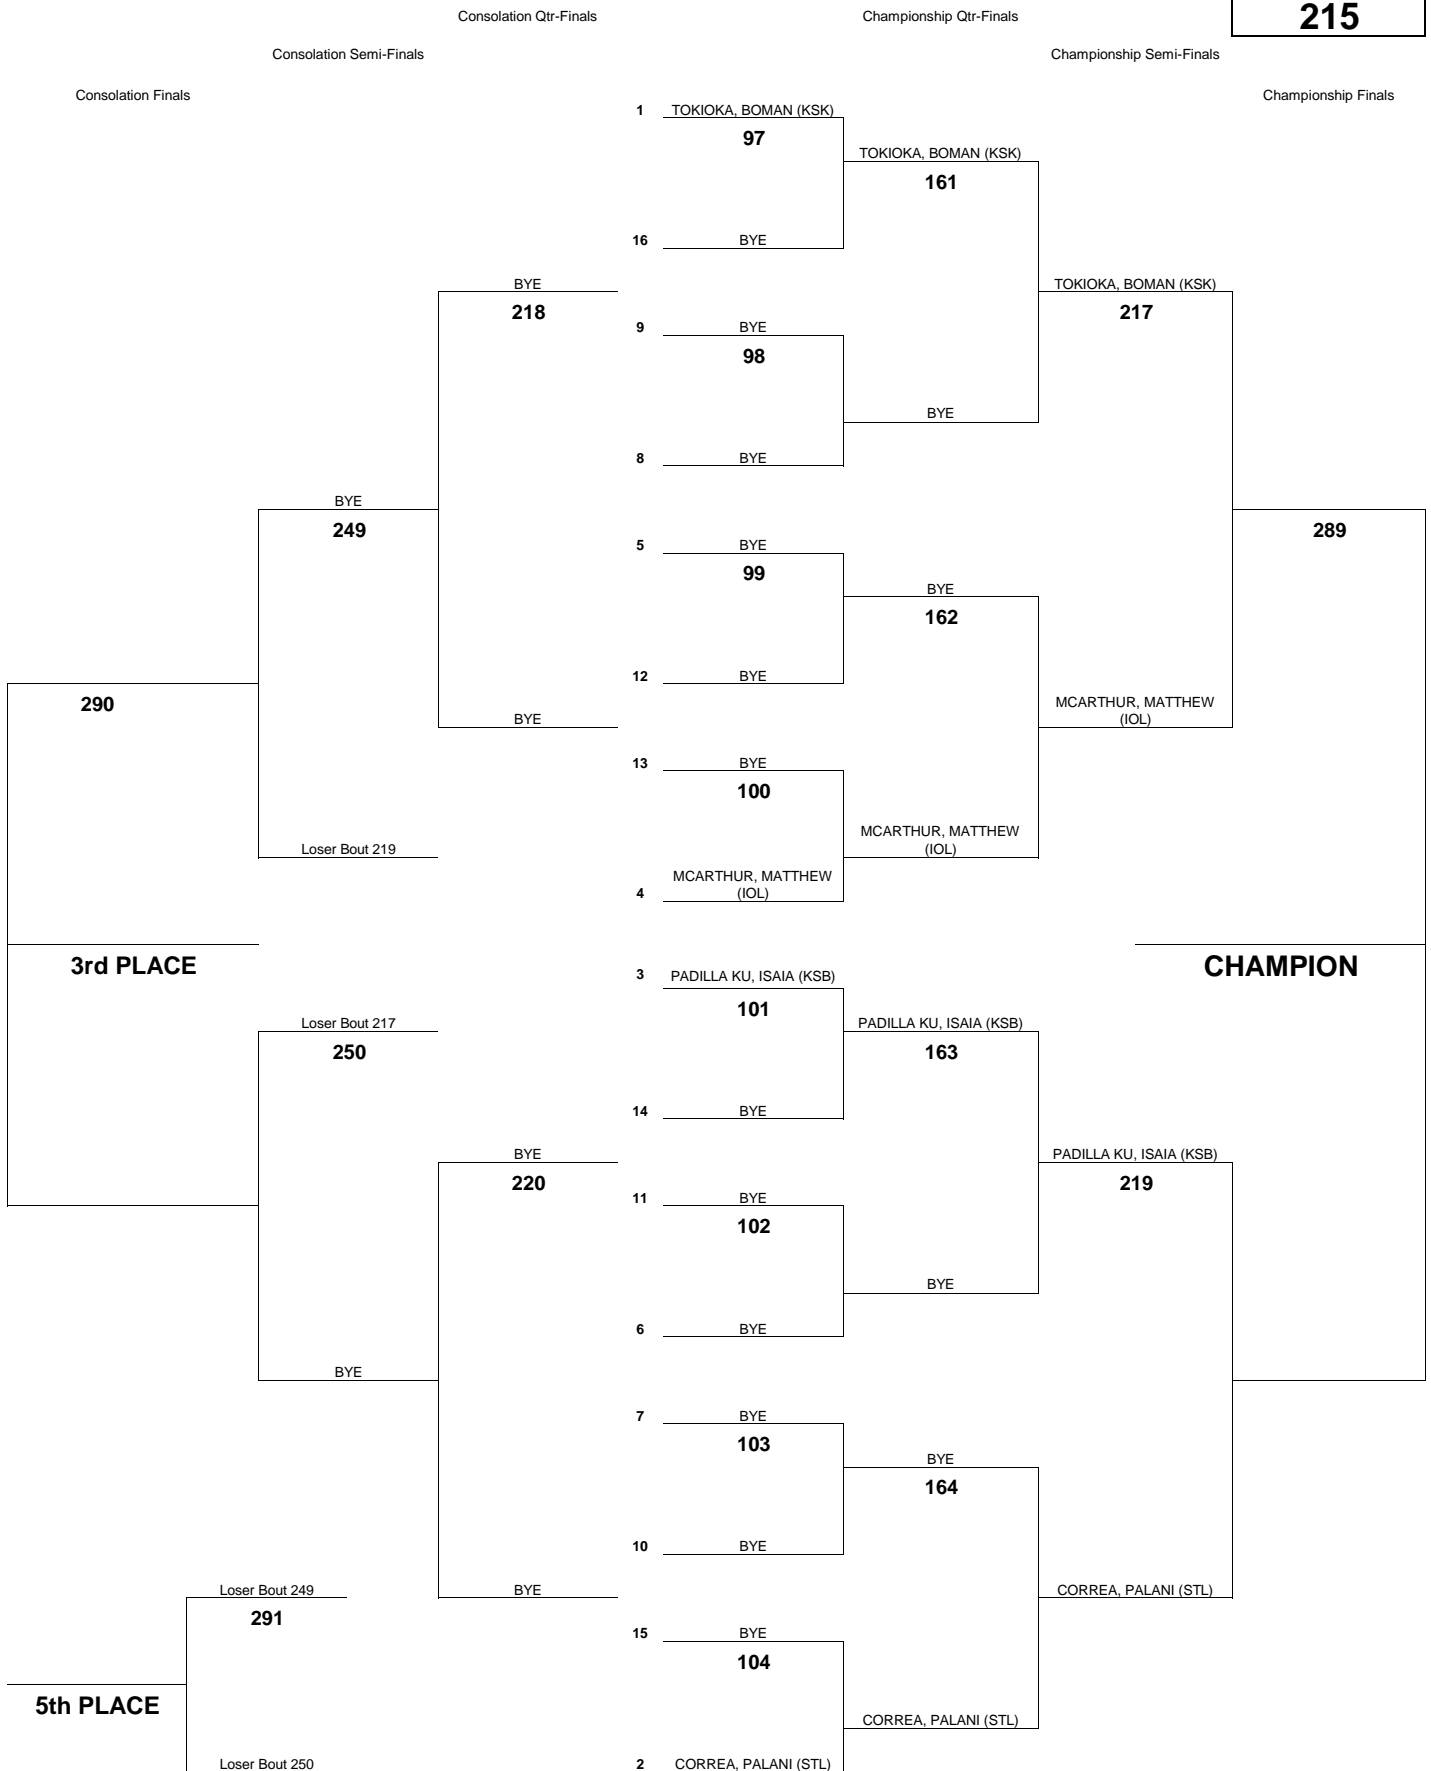 Consolation Qtr-Finals
Championship Qtr-Finals
215
Consolation Semi-Finals
Championship Semi-Finals
Consolation Finals
Championship Finals
1 TOKIOKA, BOMAN (KSK)
97
TOKIOKA, BOMAN (KSK)
161
16 BYE
BYE
TOKIOKA, BOMAN (KSK)
218
217
9 BYE
98
BYE
8 BYE
BYE
249
289
5 BYE
99
BYE
162
12 BYE
290
MCARTHUR, MATTHEW
(IOL)
BYE
13 BYE
100
MCARTHUR, MATTHEW
(IOL)
Loser Bout 219
MCARTHUR, MATTHEW
4 (IOL)
3rd PLACE
CHAMPION
3 PADILLA KU, ISAIA (KSB)
101
Loser Bout 217
PADILLA KU, ISAIA (KSB)
250
163
14 BYE
BYE
PADILLA KU, ISAIA (KSB)
220
219
11 BYE
102
BYE
6 BYE
BYE
7 BYE
103
BYE
164
10 BYE
Loser Bout 249
BYE
CORREA, PALANI (STL)
291
15 BYE
104
5th PLACE
CORREA, PALANI (STL)
Loser Bout 250
2 CORREA, PALANI (STL)